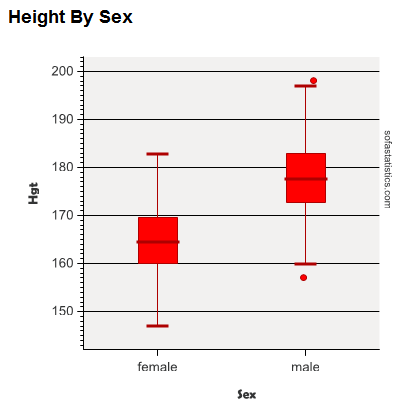 Height By Sex
200
190
180
170
160
150
Hgt
female
male
Sex
sofastatistics.com